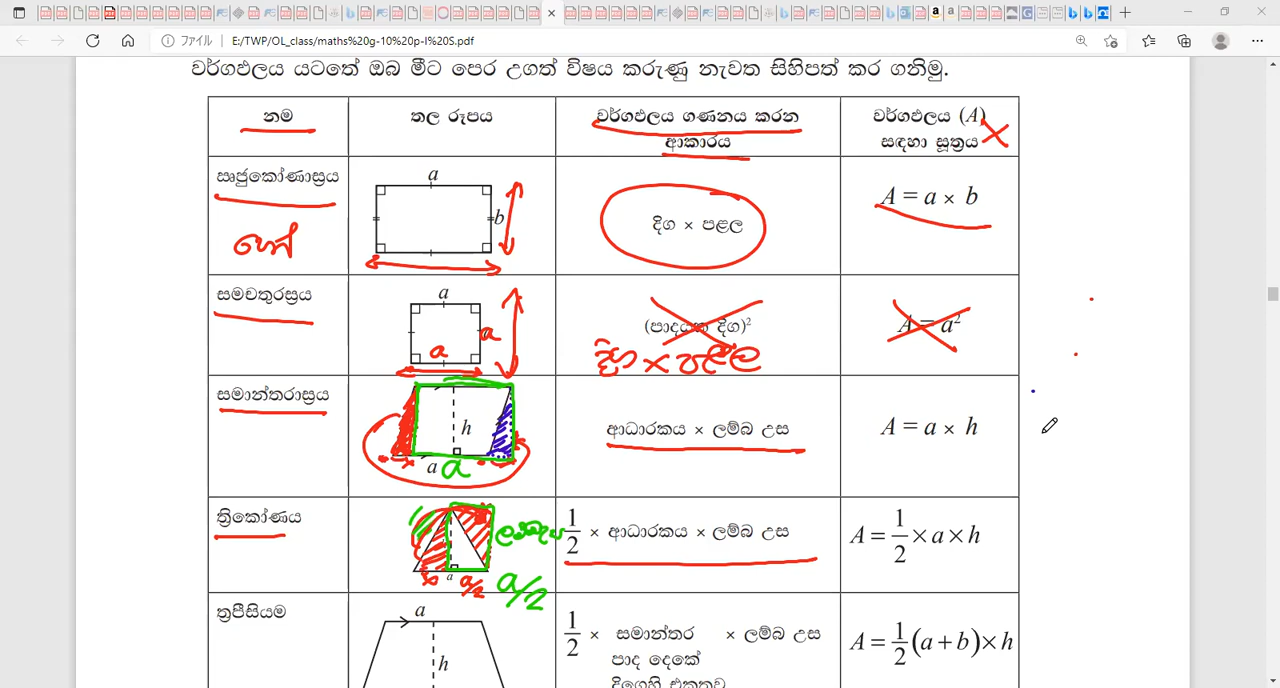 ファイル E:/TWP/OL_class/maths%20g-10%20p-I%20S.pdf
වර්ගඵලය යටතේ ඔබ මීට පෙර උගත් විෂය කරුණු නැවත සිහිපත් කර ගනිමු.
නම තල රූපය වර්ගඵලය ගණනය කරන ආකාරය වර්ගඵලය (A) සඳහා සූත්‍රය
සෘජුකෝණාස්‍රය
a
b
දිග × පළල
A = a × b
සමචතුරස්‍රය
a
a
a
(පාදයක දිග)²
A = a²
දිග × පළල
සමාන්තරාස්‍රය
h
a a
ආධාරකය × ලම්බ උස
A = a × h
ත්‍රිකෝණය
a
a/2
a/2
1/2 × ආධාරකය × ලම්බ උස
A = 1/2 × a × h
ත්‍රපීසියම
a
h
1/2 × සමාන්තර × ලම්බ උස
පාද දෙකේ
දිගෙහි එකතුව
A = 1/2 (a + b) × h